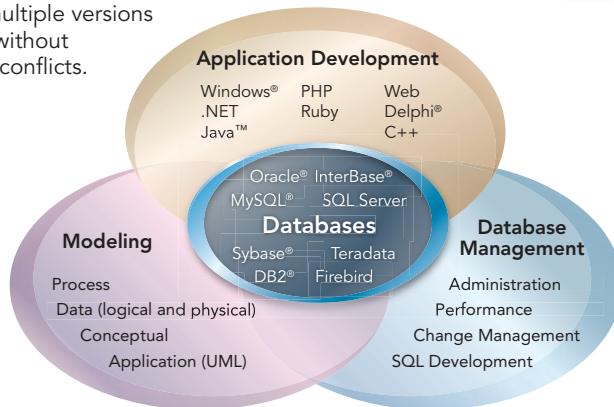 multiple versions
without
conflicts.
Application Development
Windows® PHP Web
.NET Ruby Delphi®
Java™ C++
Oracle® InterBase®
MySQL® SQL Server
Databases
Sybase® Teradata
DB2® Firebird
Modeling
Process
Data (logical and physical)
Conceptual
Application (UML)
Database
Management
Administration
Performance
Change Management
SQL Development